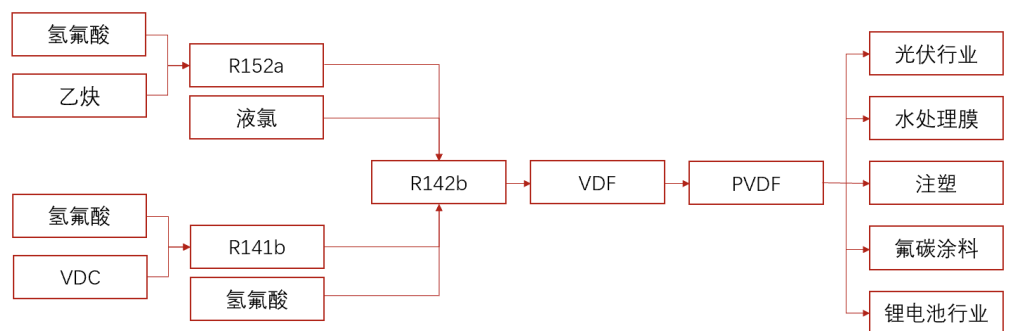 氢氟酸
乙炔
R152a
液氯
氢氟酸
VDC
R141b
氢氟酸
R142b
VDF
PVDF
光伏行业
水处理膜
注塑
氟碳涂料
锂电池行业